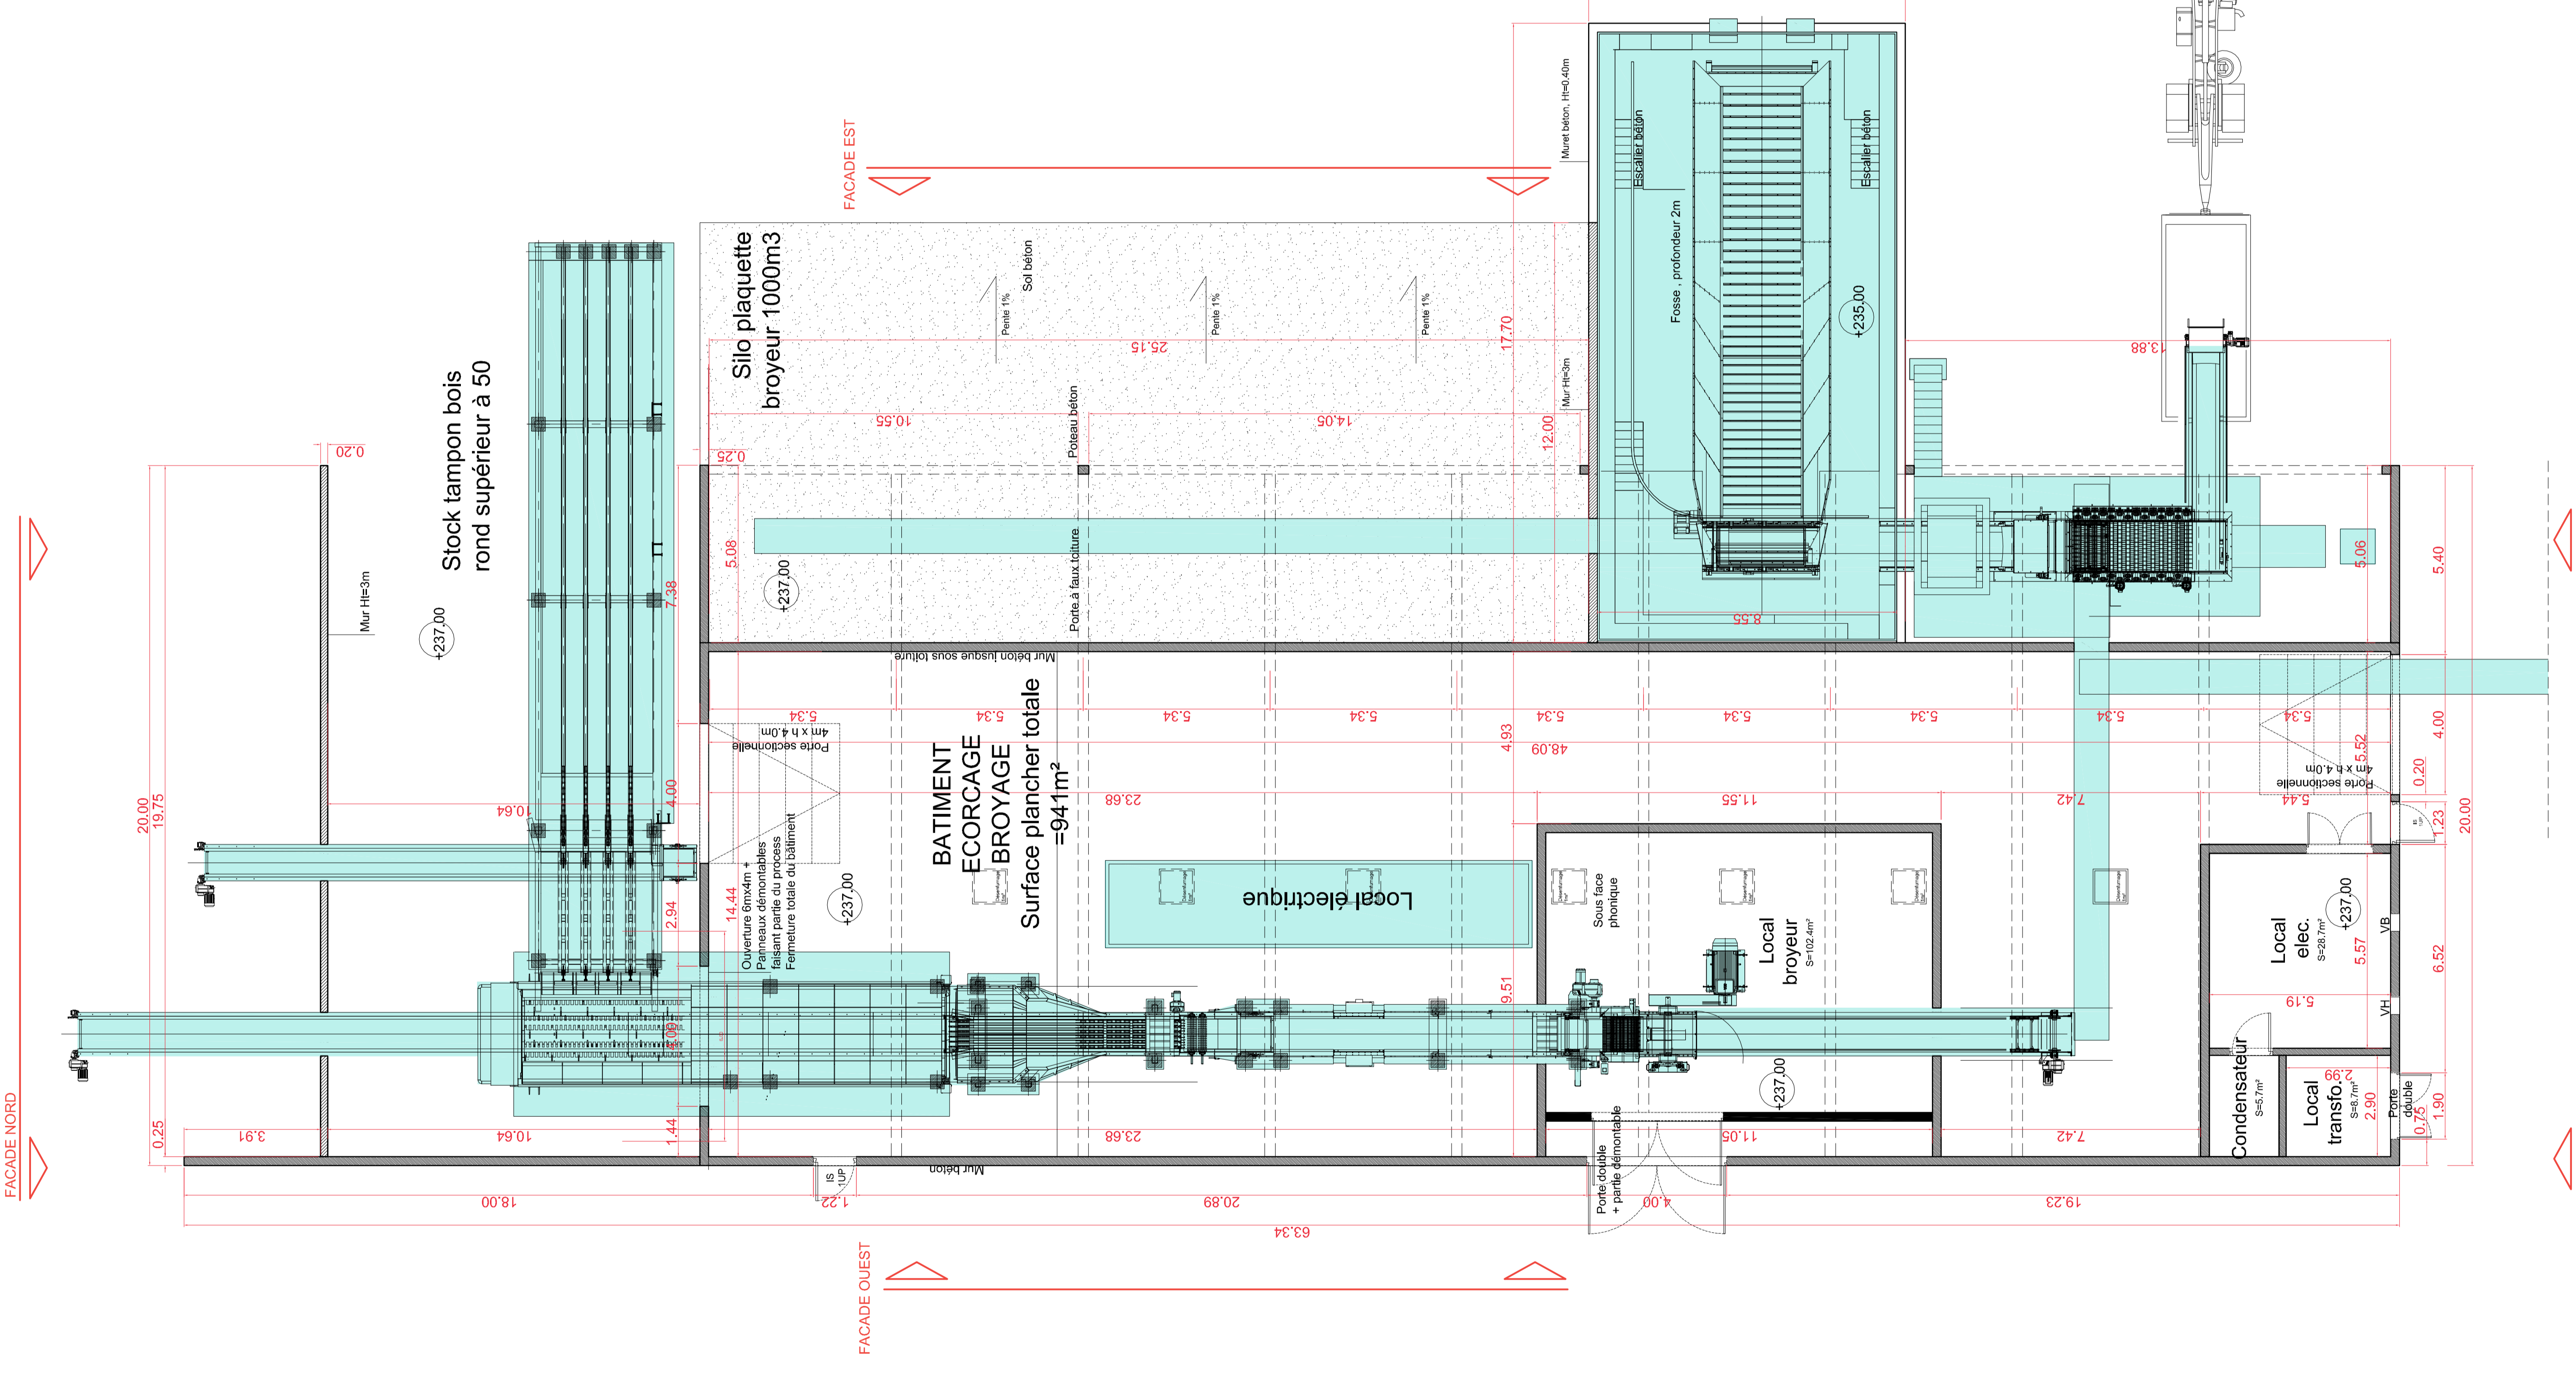 FACADE NORD
FACADE EST
FACADE OUEST
Stock tampon bois
rond supérieur à 50
+237.00
Mur Ht=3m
Silo plaquette
broyeur 1000m3
Sol béton
Pente 1%
Pente 1%
Pente 1%
Poteau béton
Porte à faux toiture
+237.00
Mur Ht=3m
Muret béton, Ht=0.40m
Escalier béton
Escalier béton
Fosse , profondeur 2m
+235.00
Mur béton jusque sous toiture
Porte sectionnelle
4m x h 4.0m
BATIMENT
ECORCAGE
BROYAGE
Surface plancher totale
=941m²
Ouverture 6mx4m +
Panneaux démontables
faisant partie du process
Fermeture totale du bâtiment
+237.00
Local électrique
Sous face
phonique
Local
broyeur
S=102.4m²
+237.00
Porte double
+ partie démontable
Mur béton
IS
1UP
Porte sectionnelle
4m x h 4.0m
IS
1UP
Local
elec.
S=28.7m²
+237.00
VB
VH
Condensateur
S=5.7m²
Local
transfo.
S=8.7m²
Porte
double
20.00
19.75
0.25
0.20
3.91
10.64
10.64
18.00
1.22
20.89
4.00
19.23
63.34
7.38
4.00
2.94
6.00
1.44
14.44
0.25
5.08
10.55
14.05
25.15
12.00
17.70
8.55
13.88
5.34
5.34
5.34
5.34
5.34
5.34
5.34
5.34
5.34
48.09
4.93
9.51
23.68
11.55
7.42
5.44
23.68
11.05
7.42
5.06
5.40
5.52
4.00
0.20
1.23
20.00
6.52
5.57
5.19
2.99
2.90
1.90
0.75